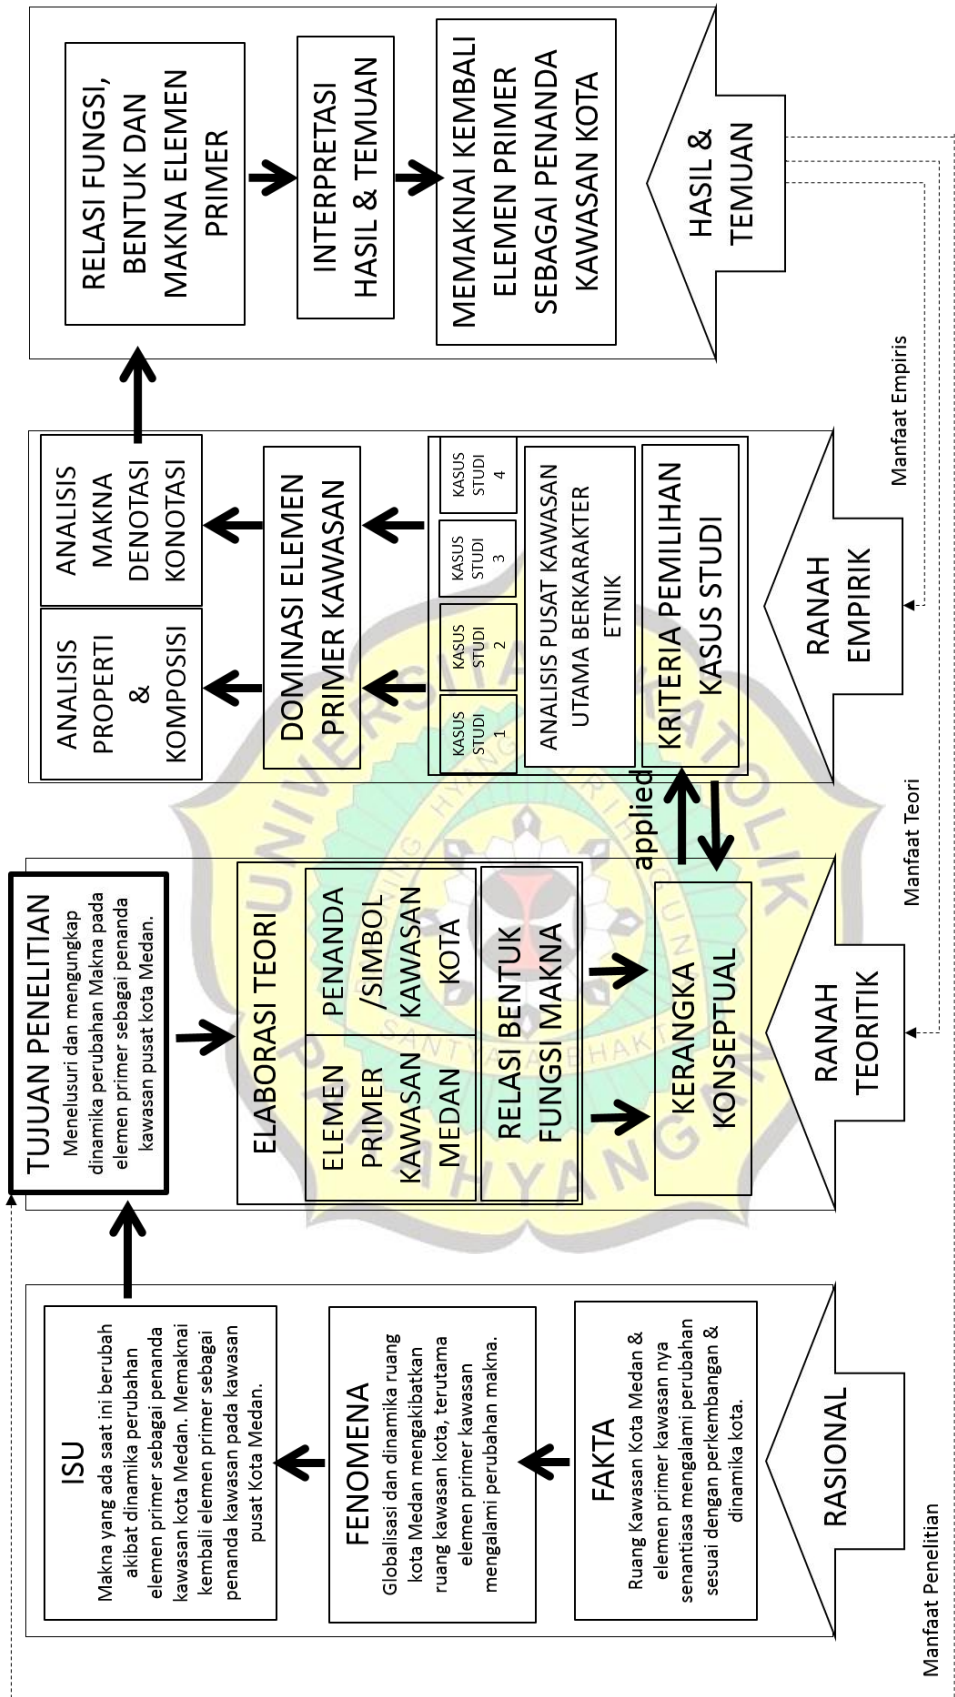 ISU
Makna yang ada saat ini berubah
akibat dinamika perubahan
elemen primer sebagai penanda
kawasan kota Medan. Memaknai
kembali elemen primer sebagai
penanda kawasan pada kawasan
pusat Kota Medan.
FENOMENA
Globalisasi dan dinamika ruang
kota Medan mengakibatkan
ruang kawasan kota, terutama
elemen primer kawasan
mengalami perubahan makna.
FAKTA
Ruang Kawasan Kota Medan &
elemen primer kawasan nya
senantiasa mengalami perubahan
sesuai dengan perkembangan &
dinamika kota.
RASIONAL
TUJUAN PENELITIAN
Menelusuri dan mengungkap
dinamika perubahan Makna pada
elemen primer sebagai penanda
kawasan pusat kota Medan.
ELABORASI TEORI
ELEMEN
PRIMER
KAWASAN
MEDAN
PENANDA
/SIMBOL
KAWASAN
KOTA
RELASI BENTUK
FUNGSI MAKNA
KERANGKA
KONSEPTUAL
RANAH
TEORITIK
applied
ANALISIS
PROPERTI
&
KOMPOSISI
ANALISIS
MAKNA
DENOTASI
KONOTASI
DOMINASI ELEMEN
PRIMER KAWASAN
KASUS
STUDI
1
KASUS
STUDI
2
KASUS
STUDI
3
KASUS
STUDI
4
ANALISIS PUSAT KAWASAN
UTAMA BERKARAKTER
ETNIK
KRITERIA PEMILIHAN
KASUS STUDI
RANAH
EMPIRIK
RELASI FUNGSI,
BENTUK DAN
MAKNA ELEMEN
PRIMER
INTERPRETASI
HASIL & TEMUAN
MEMAKNAI KEMBALI
ELEMEN PRIMER
SEBAGAI PENANDA
KAWASAN KOTA
HASIL &
TEMUAN
Manfaat Penelitian
Manfaat Teori
Manfaat Empiris
UNIVERSITAS KATOLIK
PARAHYANGAN